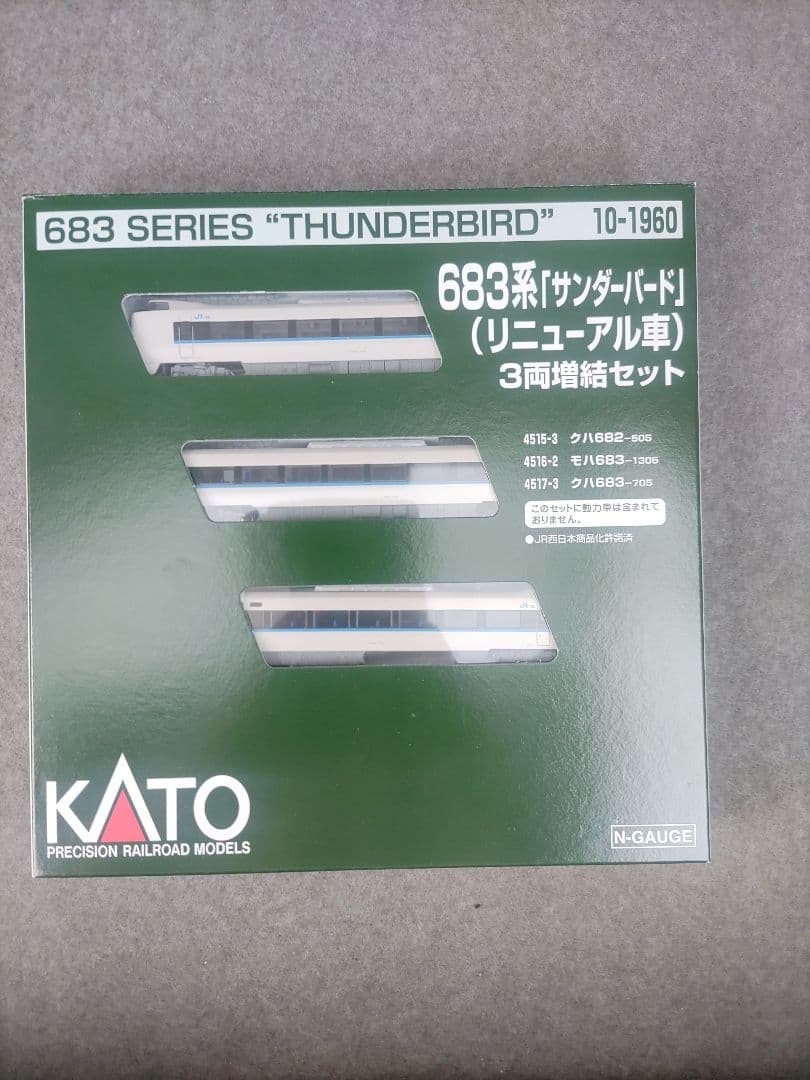 683 SERIES “THUNDERBIRD” 10-1960
683系「サンダーバード」
（リニューアル車）
3両増結セット
4515-3 クハ682-505
4516-2 モハ683-1305
4517-3 クハ683-705
このセットに動力車は含まれて
おりません。
●JR西日本商品化許諾済
KATO
PRECISION RAILROAD MODELS
N-GAUGE